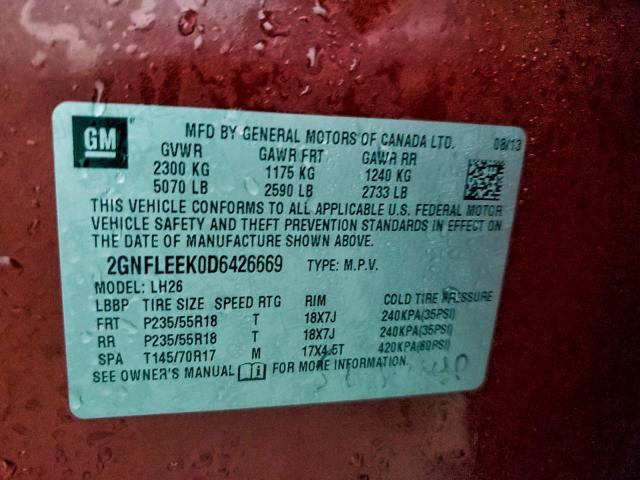 GM MFD BY GENERAL MOTORS OF CANADA LTD. 08/13
GVWR GAWR FRT GAWR RR
2300 KG 1175 KG 1240 KG
5070 LB 2590 LB 2733 LB
THIS VEHICLE CONFORMS TO ALL APPLICABLE U.S. FEDERAL MOTOR
VEHICLE SAFETY AND THEFT PREVENTION STANDARDS IN EFFECT ON
THE DATE OF MANUFACTURE SHOWN ABOVE.
2GNFLEEK0D6426669 TYPE: M.P.V.
MODEL: LH26
LBBP TIRE SIZE SPEED RTG RIM COLD TIRE PRESSURE
FRT P235/55R18 T 18X7J 240KPA(35PSI)
RR P235/55R18 T 18X7J 240KPA(35PSI)
SPA T145/70R17 M 17X4.5T 420KPA(60PSI)
SEE OWNER'S MANUAL FOR MORE INFORMATION.